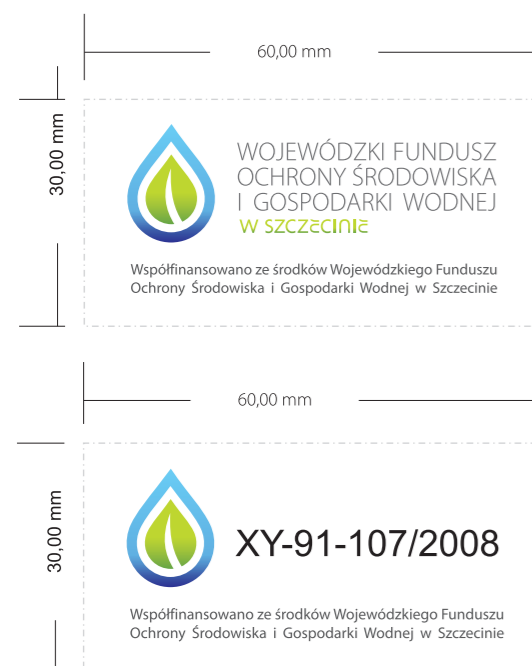 60,00 mm
30,00 mm
WOJEWÓDZKI FUNDUSZ
OCHRONY ŚRODOWISKA
I GOSPODARKI WODNEJ
W SZCZECINIE
Współfinansowano ze środków Wojewódzkiego Funduszu
Ochrony Środowiska i Gospodarki Wodnej w Szczecinie
60,00 mm
30,00 mm
XY-91-107/2008
Współfinansowano ze środków Wojewódzkiego Funduszu
Ochrony Środowiska i Gospodarki Wodnej w Szczecinie